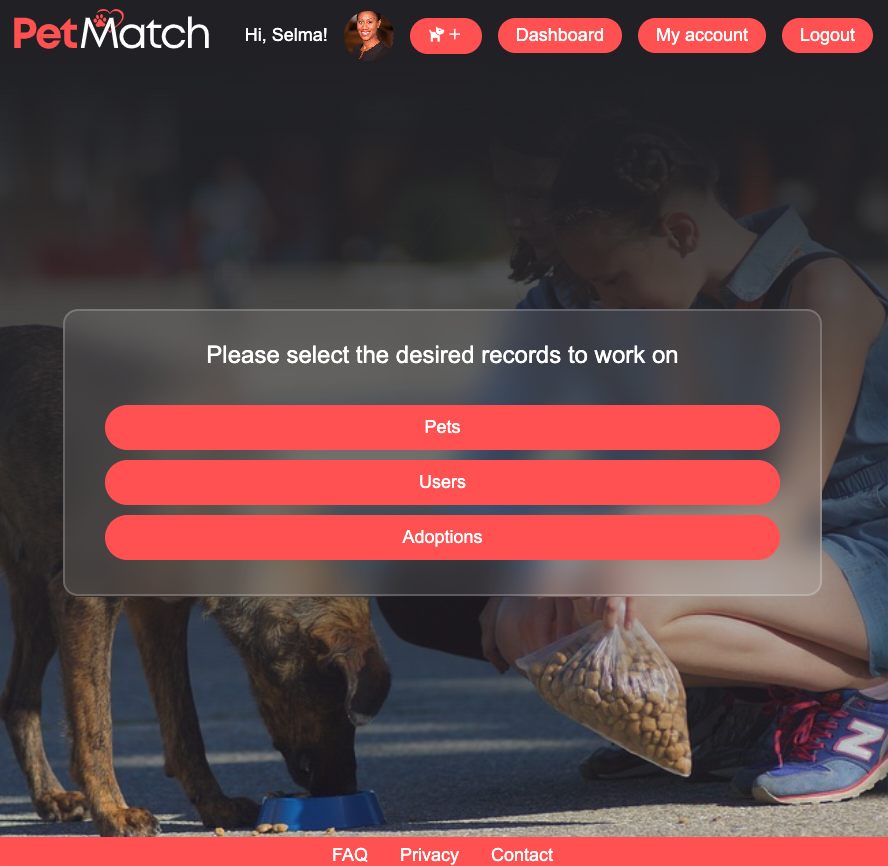 PetMatch
Hi, Selma!
+
Dashboard
My account
Logout
Please select the desired records to work on
Pets
Users
Adoptions
N
FAQ
Privacy
Contact